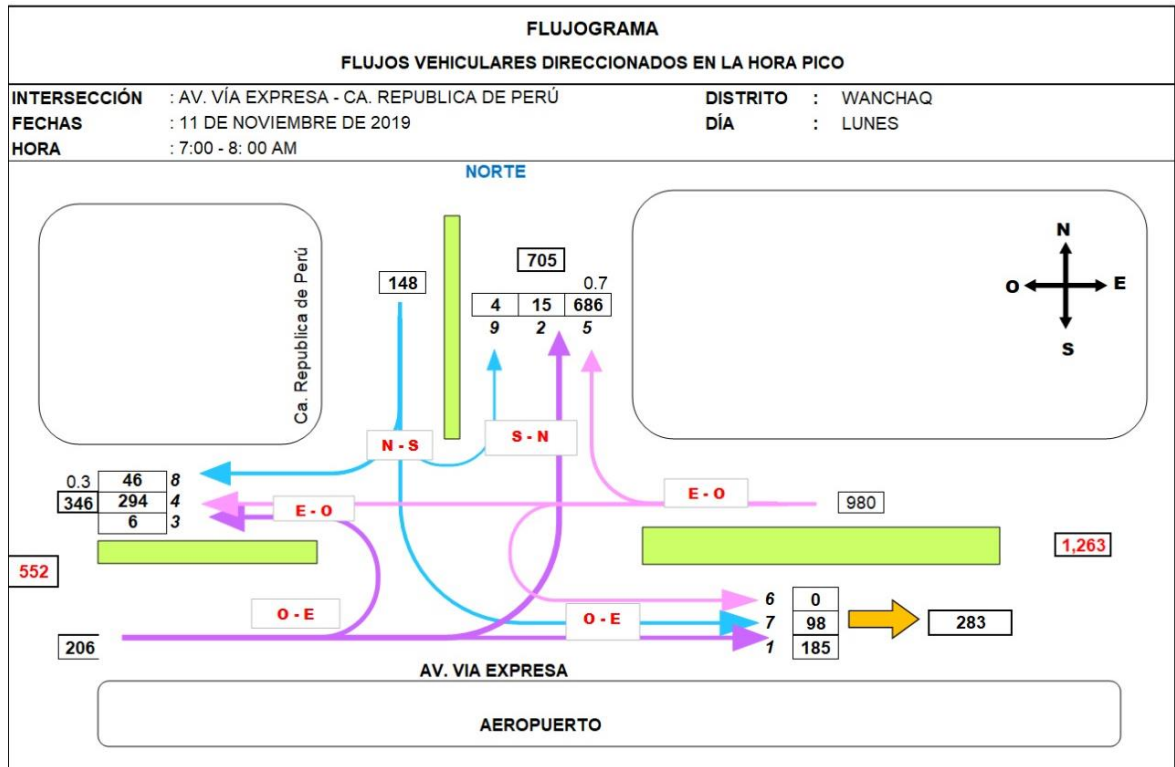 FLUJOGRAMA
FLUJOS VEHICULARES DIRECCIONADOS EN LA HORA PICO
INTERSECCIÓN : AV. VÍA EXPRESA - CA. REPUBLICA DE PERÚ DISTRITO : WANCHAQ
FECHAS : 11 DE NOVIEMBRE DE 2019 DÍA : LUNES
HORA : 7:00 - 8: 00 AM
NORTE
Ca. Republica de Perú
148
705
0.7
4 15 686
9 2 5
N
O E
S
N - S
S - N
0.3 46 8
346 294 4
6 3
E - O
E - O
980
552
1,263
O - E
O - E
6 0
7 98
1 185
283
206
AV. VIA EXPRESA
AEROPUERTO